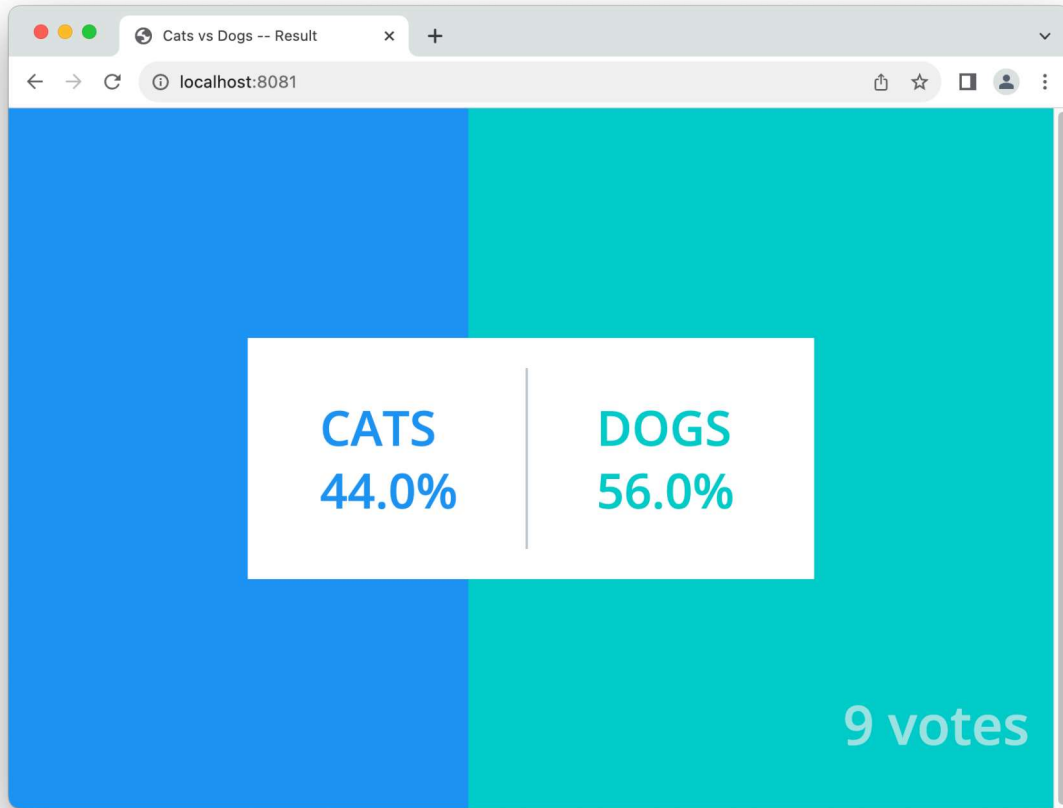 Cats vs Dogs -- Result
localhost:8081
CATS
44.0%
DOGS
56.0%
9 votes